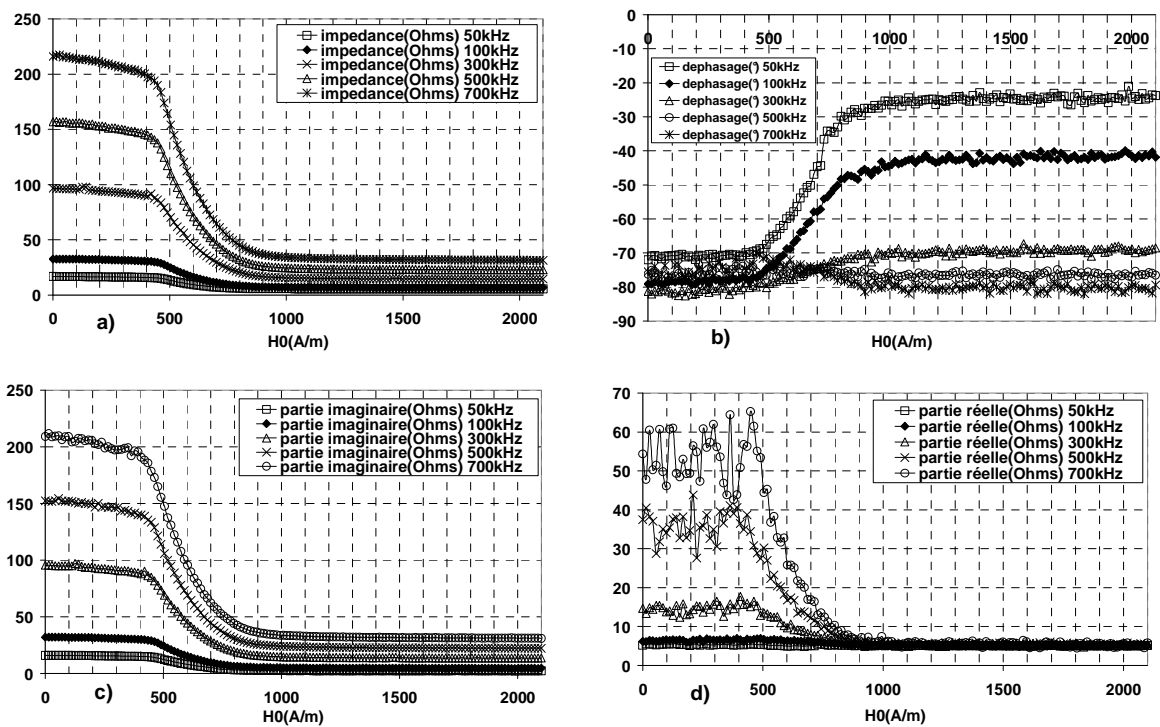 250
200
150
100
50
0
0 500 1000 1500 2000
impedance(Ohms) 50kHz
impedance(Ohms) 100kHz
impedance(Ohms) 300kHz
impedance(Ohms) 500kHz
impedance(Ohms) 700kHz
a)
H0(A/m)
0
-10
-20
-30
-40
-50
-60
-70
-80
-90
0 500 1000 1500 2000
dephasage(°) 50kHz
dephasage(°) 100kHz
dephasage(°) 300kHz
dephasage(°) 500kHz
dephasage(°) 700kHz
b)
H0(A/m)
250
200
150
100
50
0
0 500 1000 1500 2000
partie imaginaire(Ohms) 50kHz
partie imaginaire(Ohms) 100kHz
partie imaginaire(Ohms) 300kHz
partie imaginaire(Ohms) 500kHz
partie imaginaire(Ohms) 700kHz
c)
H0(A/m)
70
60
50
40
30
20
10
0
0 500 1000 1500 2000
partie réelle(Ohms) 50kHz
partie réelle(Ohms) 100kHz
partie réelle(Ohms) 300kHz
partie réelle(Ohms) 500kHz
partie réelle(Ohms) 700kHz
d)
H0(A/m)